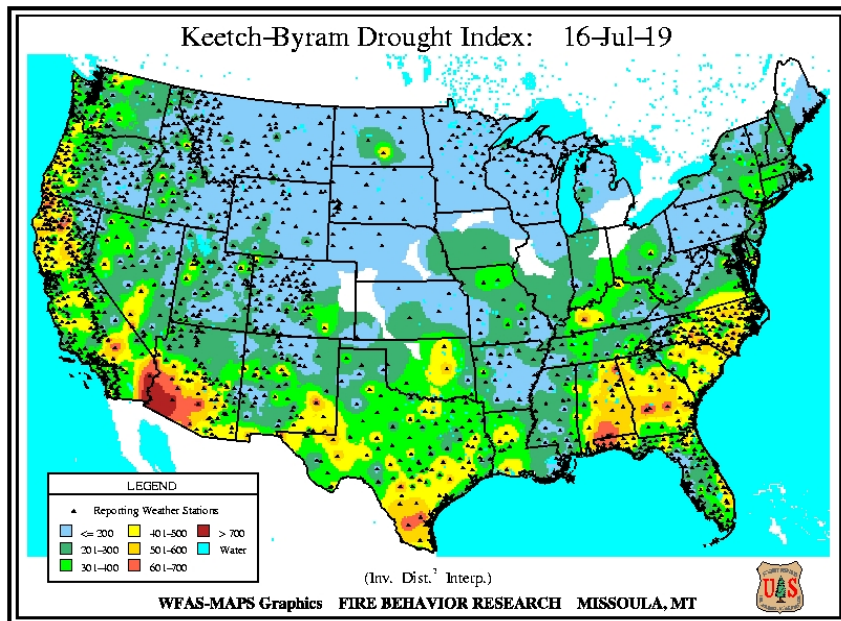 Keetch-Byram Drought Index: 16-Jul-19
LEGEND
Reporting Weather Stations
<= 200
401-500
> 700
201-300
501-600
Water
301-400
601-700
(Inv. Dist.² Interp.)
WFAS-MAPS Graphics FIRE BEHAVIOR RESEARCH MISSOULA, MT
U S